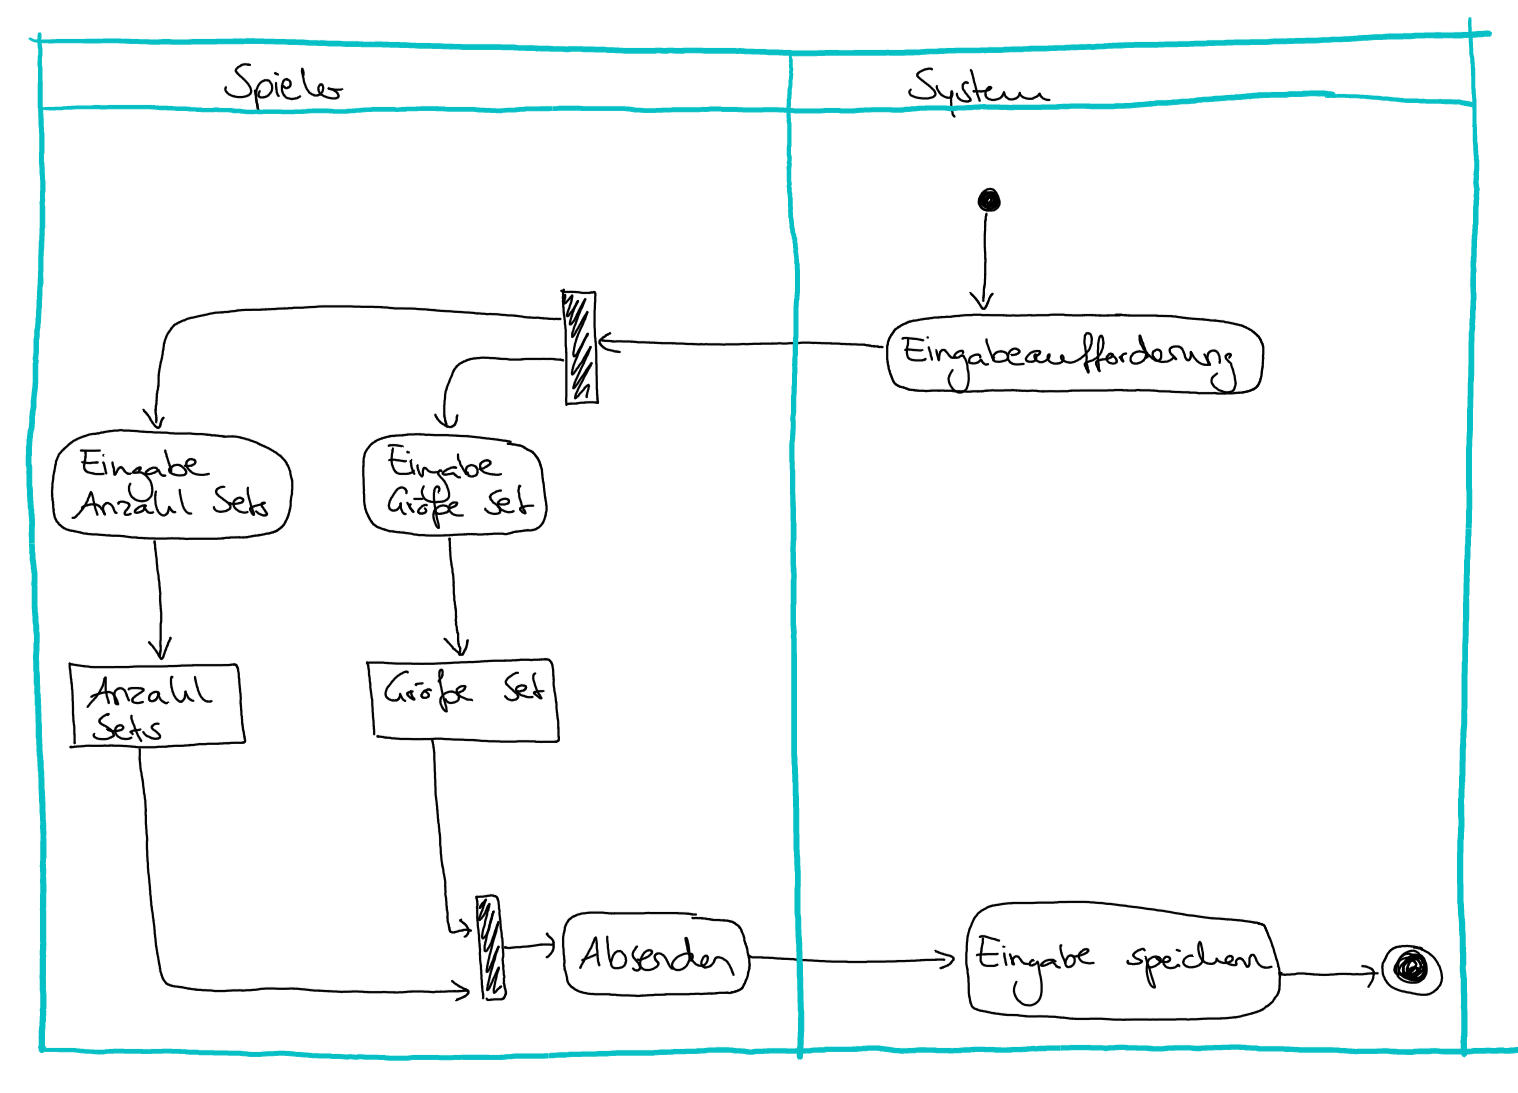 Spieler
System
Eingabeaufforderung
Eingabe
Anzahl Sets
Eingabe
Größe Set
Anzahl
Sets
Größe Set
Absenden
Eingabe speichern